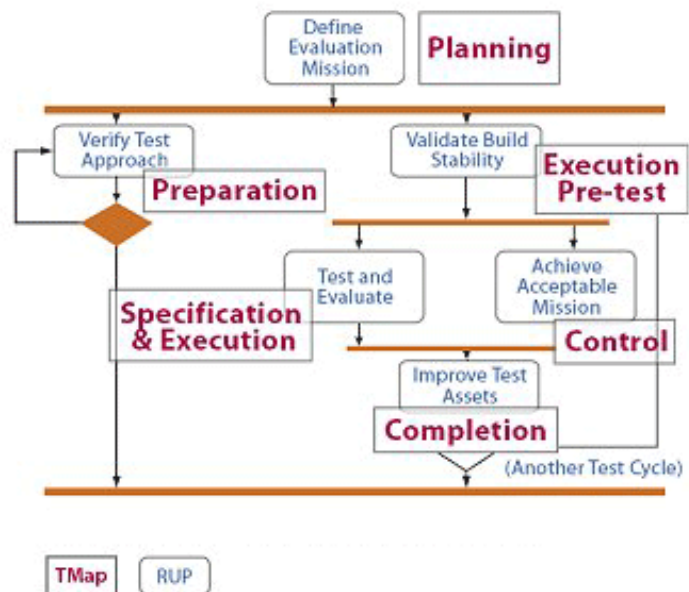 Define
Evaluation
Mission
Planning
Verify Test
Approach
Validate Build
Stability
Preparation
Execution
Pre-test
Test and
Evaluate
Achieve
Acceptable
Mission
Specification
& Execution
Control
Improve Test
Assets
Completion
(Another Test Cycle)
TMap
RUP